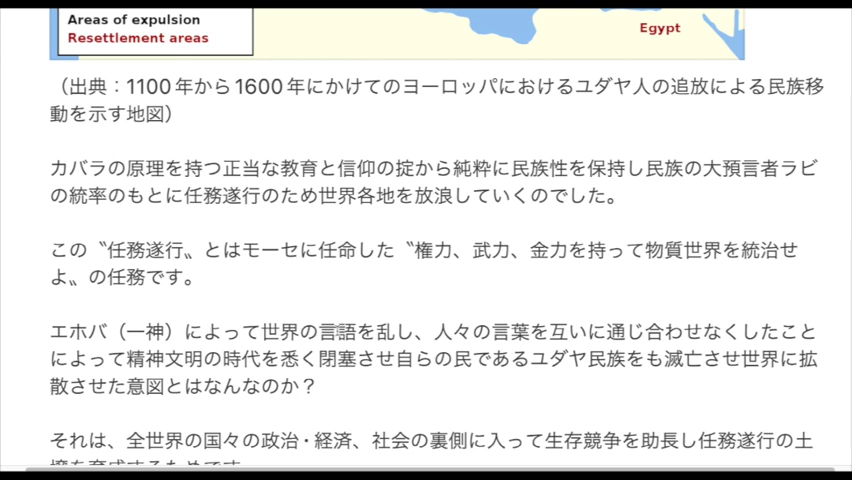 Areas of expulsion
Resettlement areas
Egypt
（出典：1100年から1600年にかけてのヨーロッパにおけるユダヤ人の追放による民族移
動を示す地図）
カバラの原理を持つ正当な教育と信仰の掟から純粋に民族性を保持し民族の大預言者ラビ
の統率のもとに任務遂行のため世界各地を放浪していくのでした。
この〝任務遂行〟とはモーセに任命した〝権力、武力、金力を持って物質世界を統治せ
よ〟の任務です。
エホバ（一神）によって世界の言語を乱し、人々の言葉を互いに通じ合わせなくしたこと
によって精神文明の時代を悉く閉塞させ自らの民であるユダヤ民族をも滅亡させ世界に拡
散させた意図とはなんなのか？
それは、全世界の国々の政治・経済、社会の裏側に入って生存競争を助長し任務遂行の土